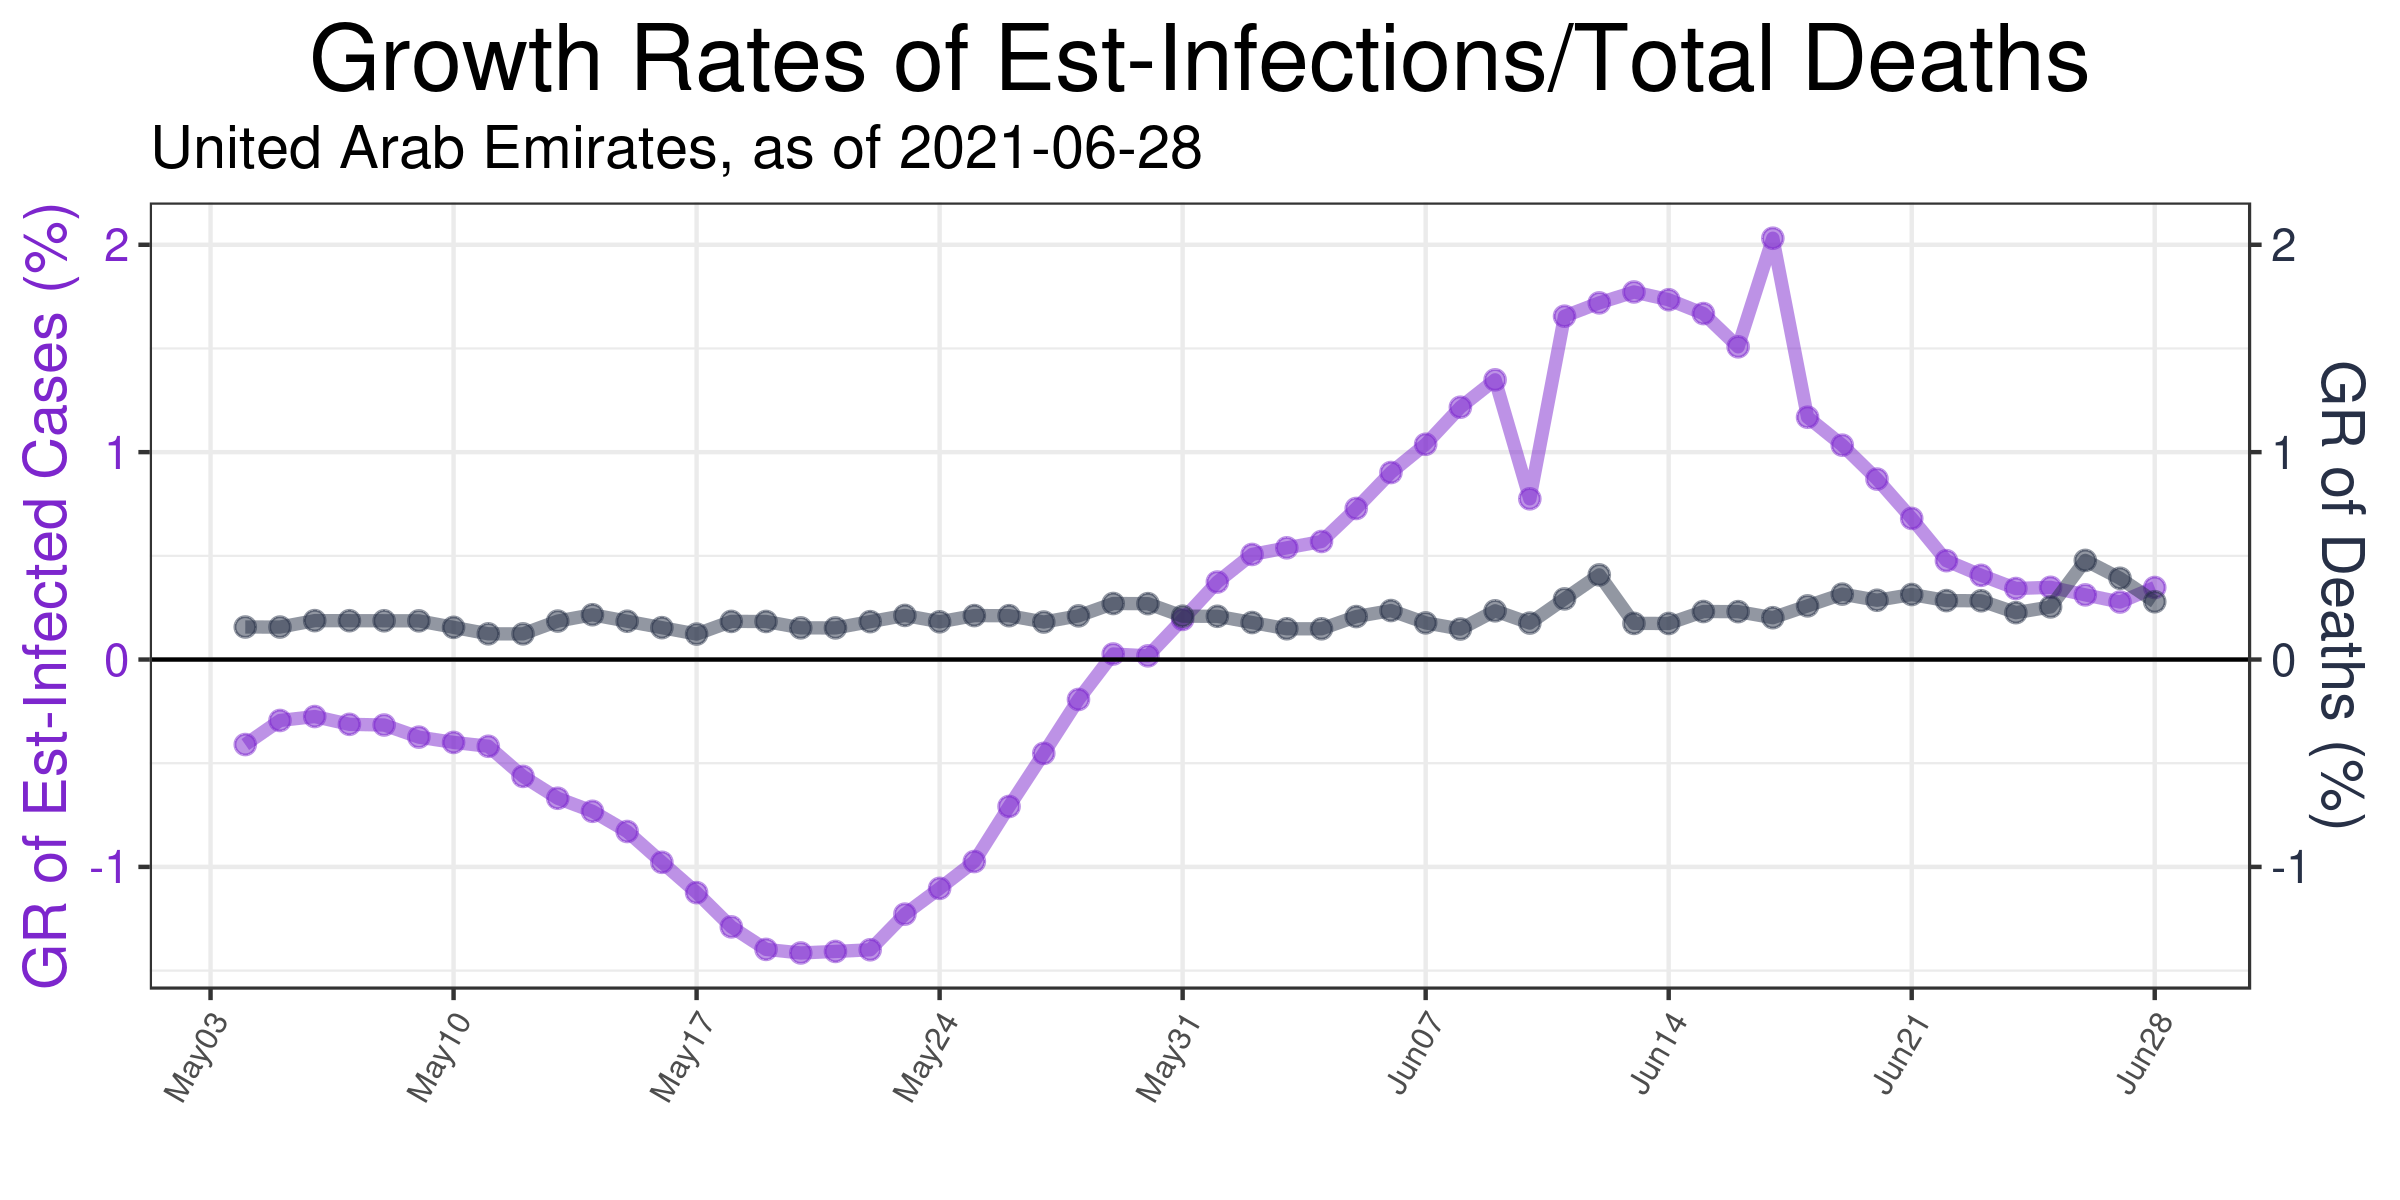 Growth Rates of Est-Infections/Total Deaths
United Arab Emirates, as of 2021-06-28
GR of Est-Infected Cases (%)
2
1
0
-1
2
1
0
-1
GR of Deaths (%)
May03
May10
May17
May24
May31
Jun07
Jun14
Jun21
Jun28